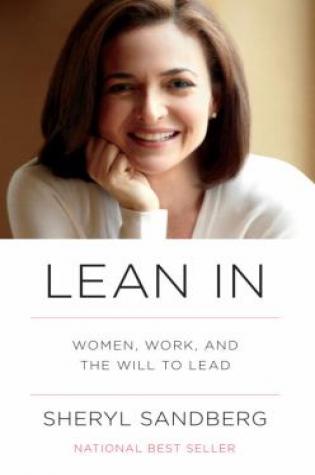 LEAN IN
WOMEN, WORK, AND
THE WILL TO LEAD
SHERYL SANDBERG
NATIONAL BEST SELLER